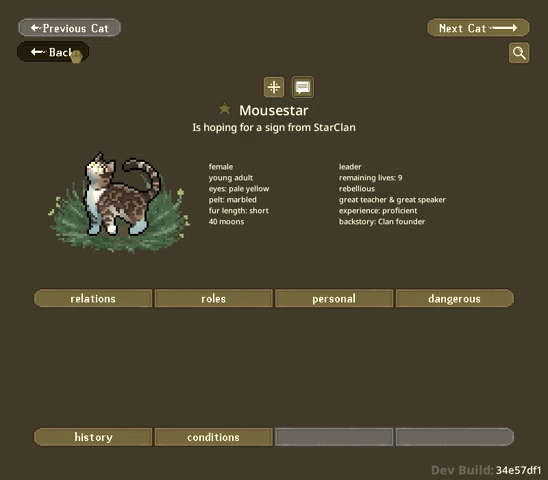 Previous Cat
Next Cat
Back
Mousestar
Is hoping for a sign from StarClan
female
young adult
eyes: pale yellow
pelt: marbled
fur length: short
40 moons
leader
remaining lives: 9
rebellious
great teacher & great speaker
experience: proficient
backstory: Clan founder
relations
roles
personal
dangerous
history
conditions
Dev Build: 34e57df1